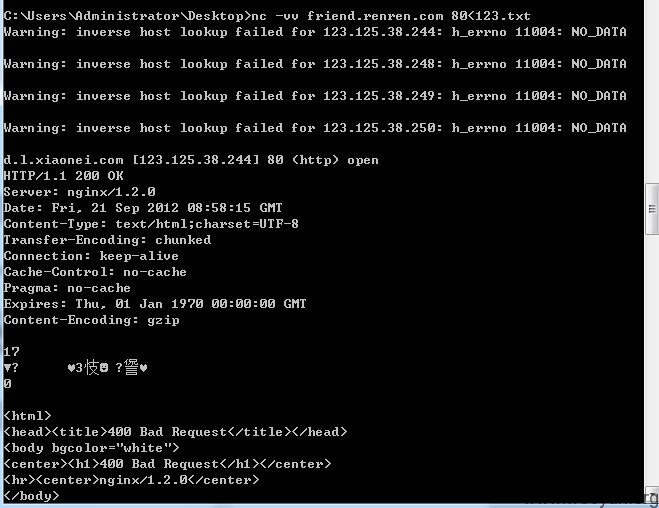 C:\Users\Administrator\Desktop>nc -vv friend.renren.com 80<123.txt
Warning: inverse host lookup failed for 123.125.38.244: h_errno 11004: NO_DATA
Warning: inverse host lookup failed for 123.125.38.248: h_errno 11004: NO_DATA
Warning: inverse host lookup failed for 123.125.38.249: h_errno 11004: NO_DATA
Warning: inverse host lookup failed for 123.125.38.250: h_errno 11004: NO_DATA
d.l.xiaonei.com [123.125.38.244] 80 (http) open
HTTP/1.1 200 OK
Server: nginx/1.2.0
Date: Fri, 21 Sep 2012 08:58:15 GMT
Content-Type: text/html;charset=UTF-8
Transfer-Encoding: chunked
Connection: keep-alive
Cache-Control: no-cache
Pragma: no-cache
Expires: Thu, 01 Jan 1970 00:00:00 GMT
Content-Encoding: gzip
17
▼? ♥3 ? ♥
0
<html>
<head><title>400 Bad Request</title></head>
<body bgcolor="white">
<center><h1>400 Bad Request</h1></center>
<hr><center>nginx/1.2.0</center>
</body>